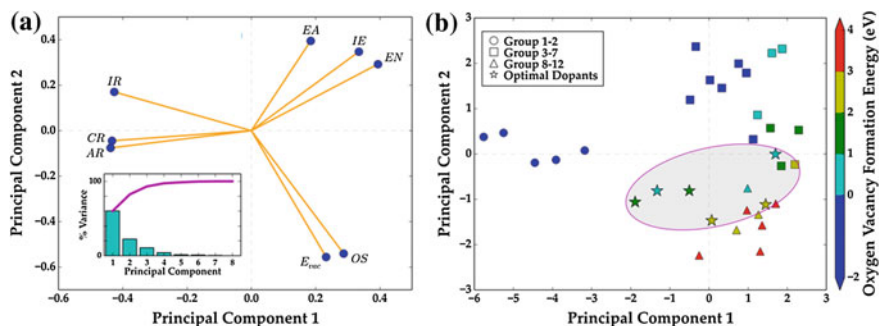 (a)
0.4
0.2
0.0
−0.2
−0.4
−0.6
Principal Component 2
EA
IE
EN
IR
CR
AR
Evac
OS
100
0
% Variance
1 2 3 4 5 6 7 8
Principal Component
−0.6 −0.4 −0.2 0.0 0.2 0.4
Principal Component 1
(b)
3
2
1
0
−1
−2
−3
Principal Component 2
Group 1-2
Group 3-7
Group 8-12
Optimal Dopants
−6 −5 −4 −3 −2 −1 0 1 2 3
Principal Component 1
4
3
2
1
0
−2
Oxygen Vacancy Formation Energy (eV)